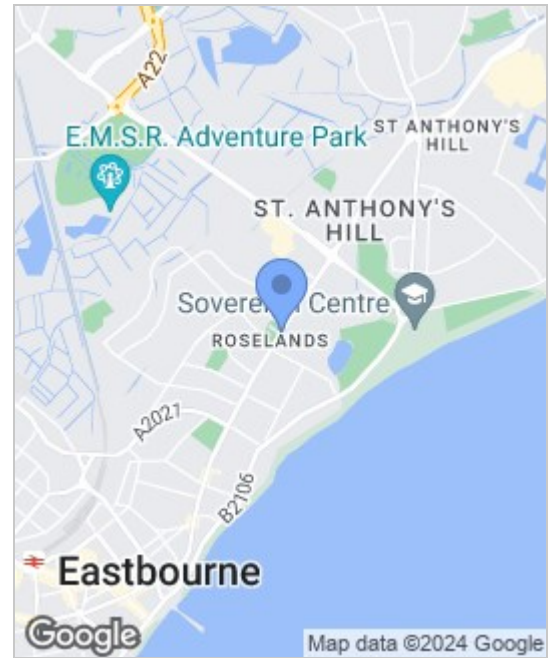 A22
E.M.S.R. Adventure Park
ST ANTHONY'S
HILL
ST. ANTHONY'S
HILL
Centre
ROSELANDS
A2021
B2106
Eastbourne
Google
Map data ©2024 Google